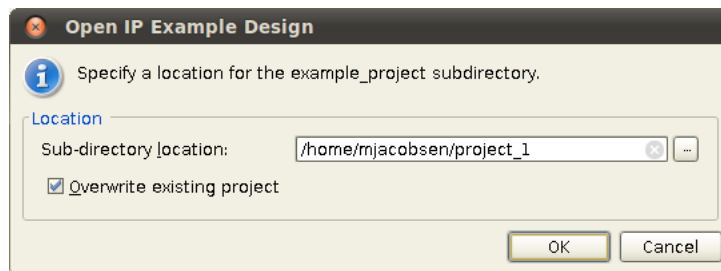 Open IP Example Design
Specify a location for the example_project subdirectory.
Location
Sub-directory location: /home/mjacobsen/project_1 ...
Overwrite existing project
OK Cancel